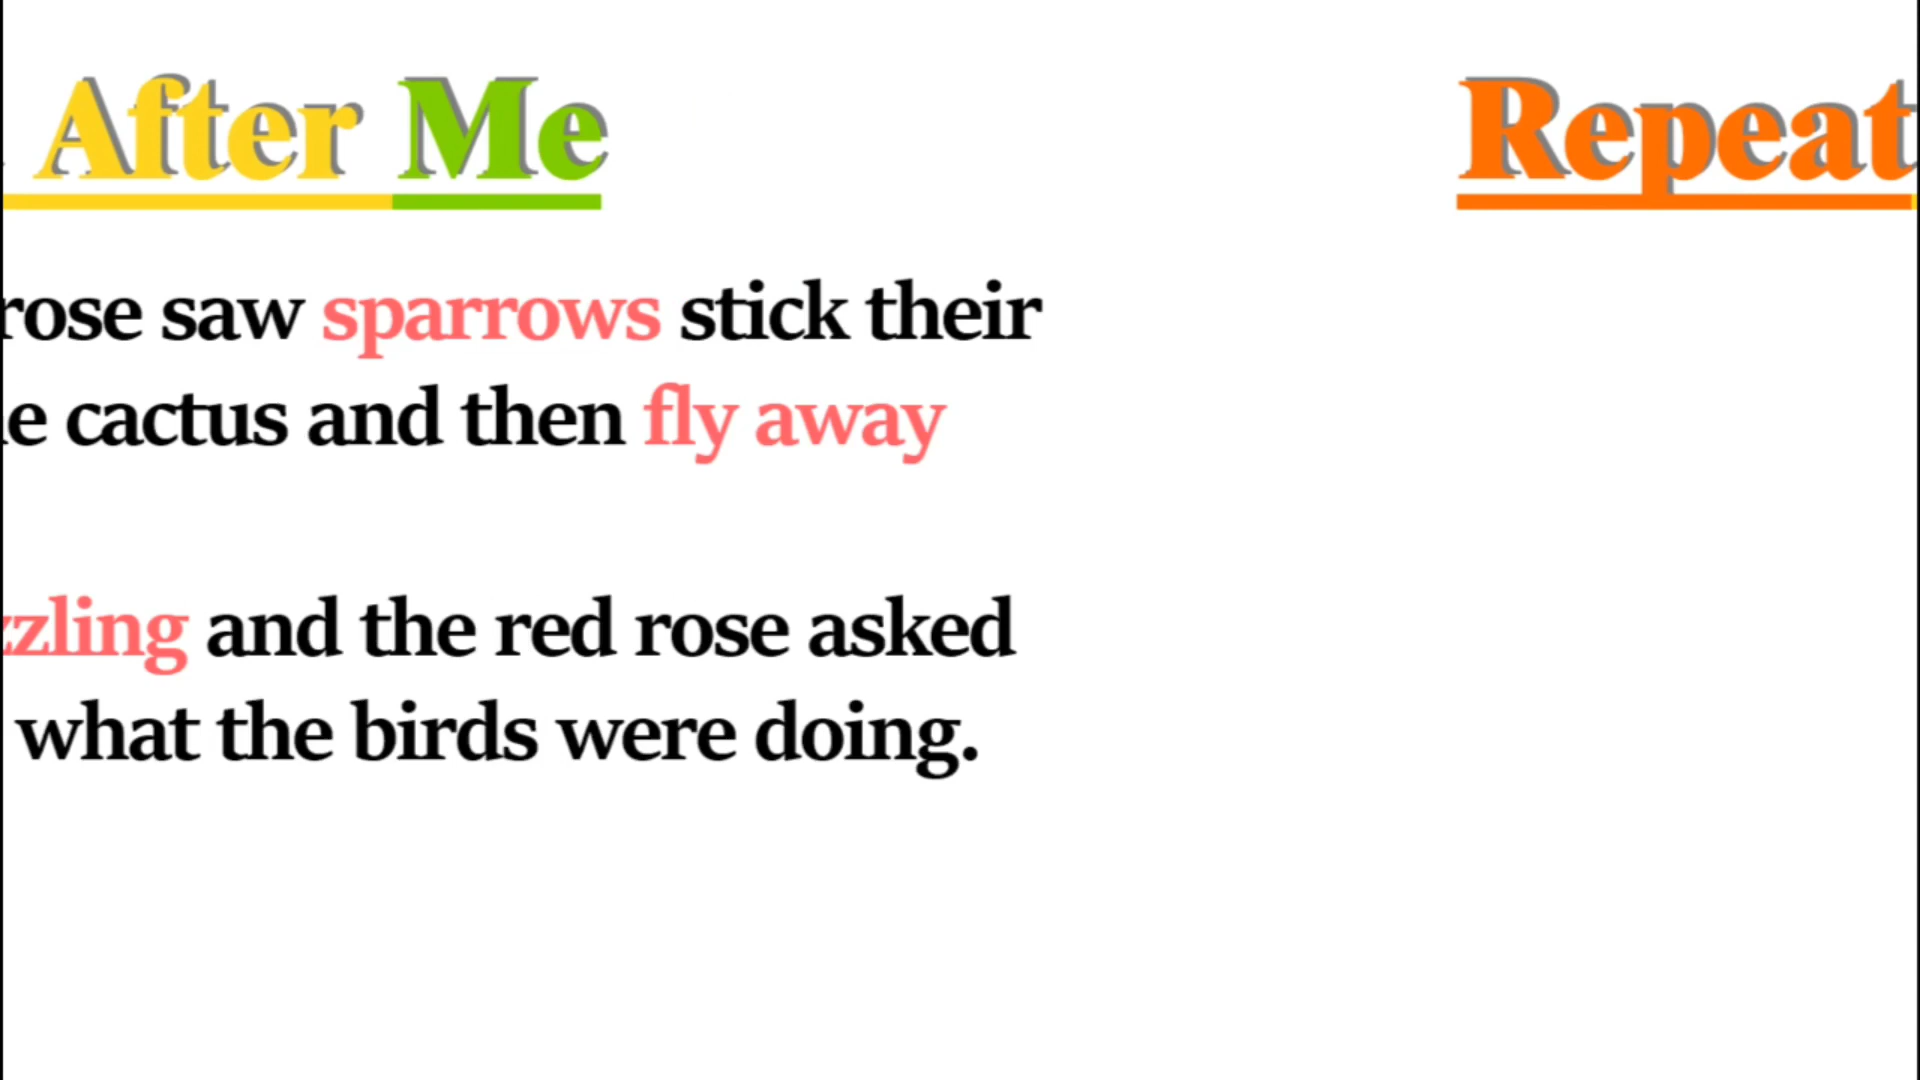 After Me
Repeat
rose saw sparrows stick their
e cactus and then fly away
zzling and the red rose asked
what the birds were doing.